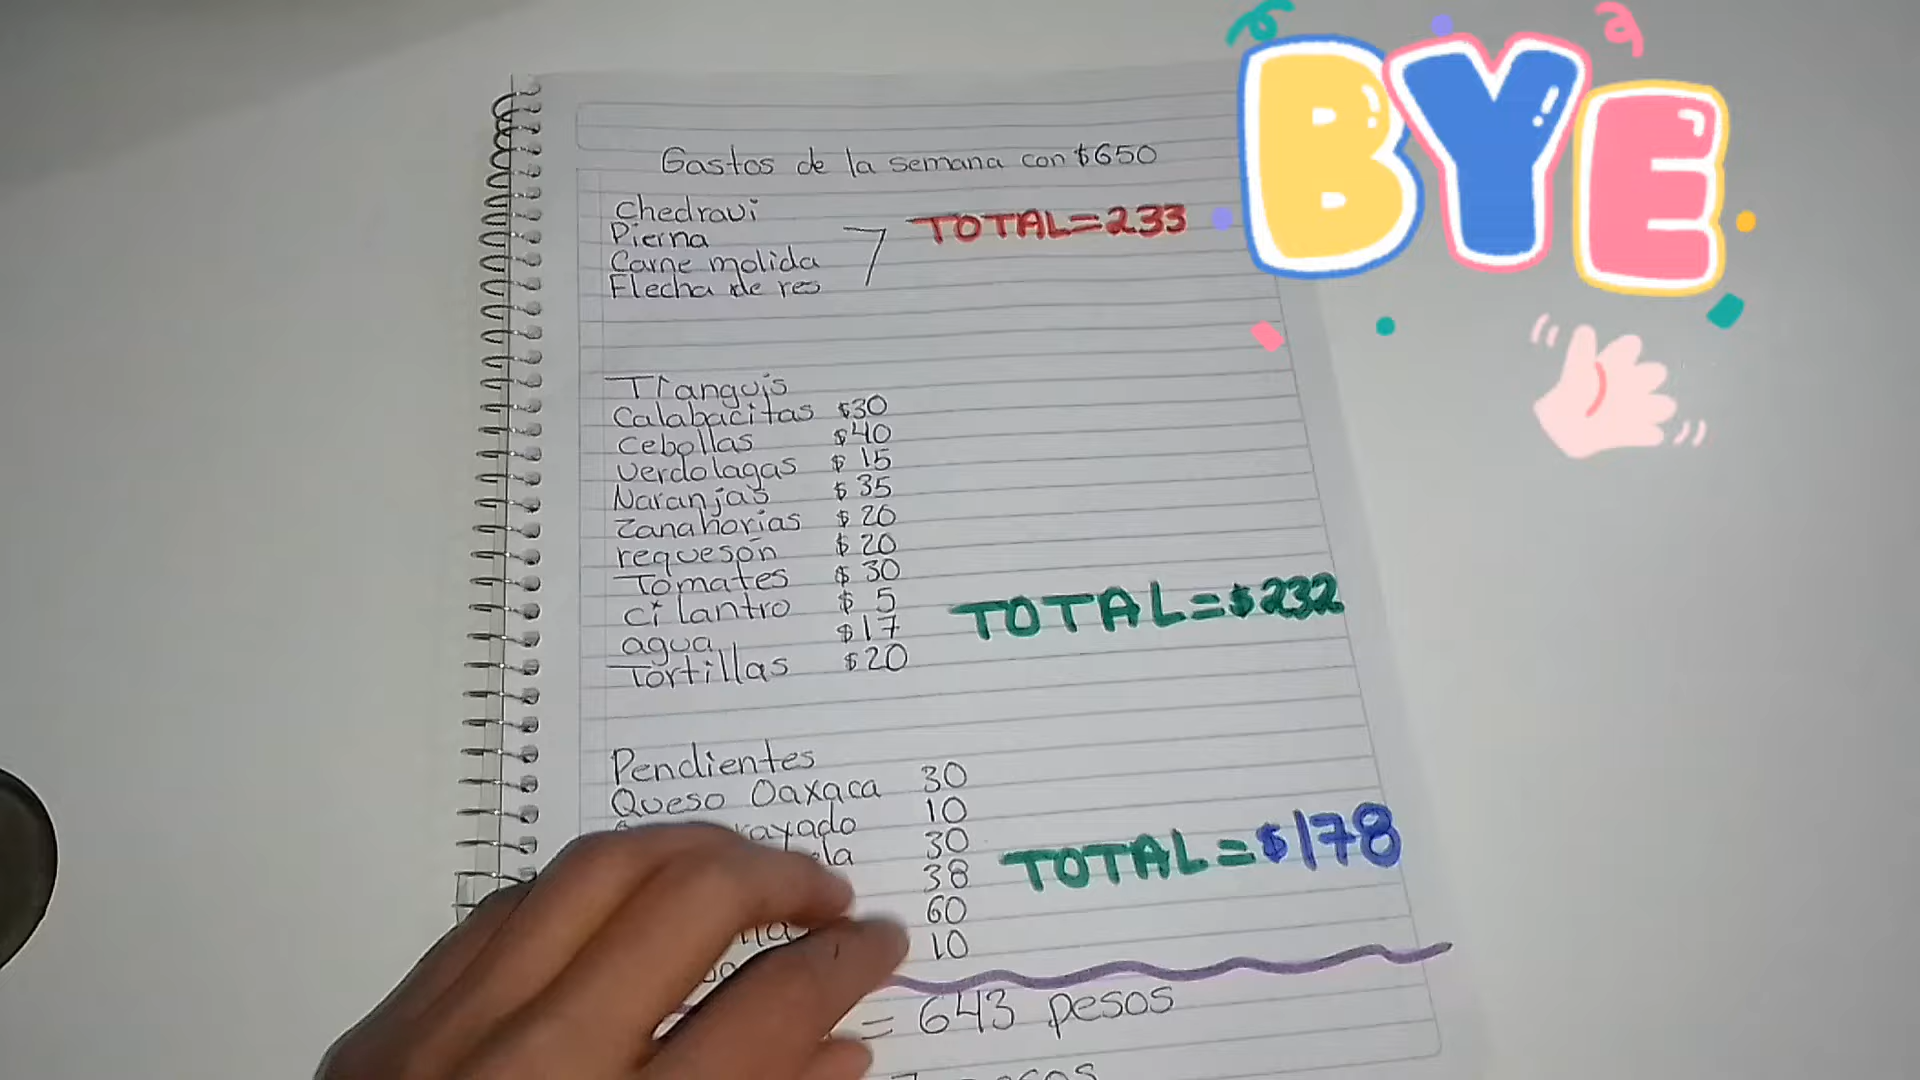 BYE
Gastos de la semana con $650
Chedraui
Pierna
Carne molida
Flecha de res
TOTAL=233
Tianguis
Calabacitas $30
cebollas $40
verdolagas $15
Naranjas $35
Zanahorias $20
requesón $20
Tomates $30
cilantro $5
agua $17
Tortillas $20
TOTAL=$232
Pendientes
Queso Oaxaca 30
rayado 10
30
38
60
10
TOTAL=$178
= 643 pesos